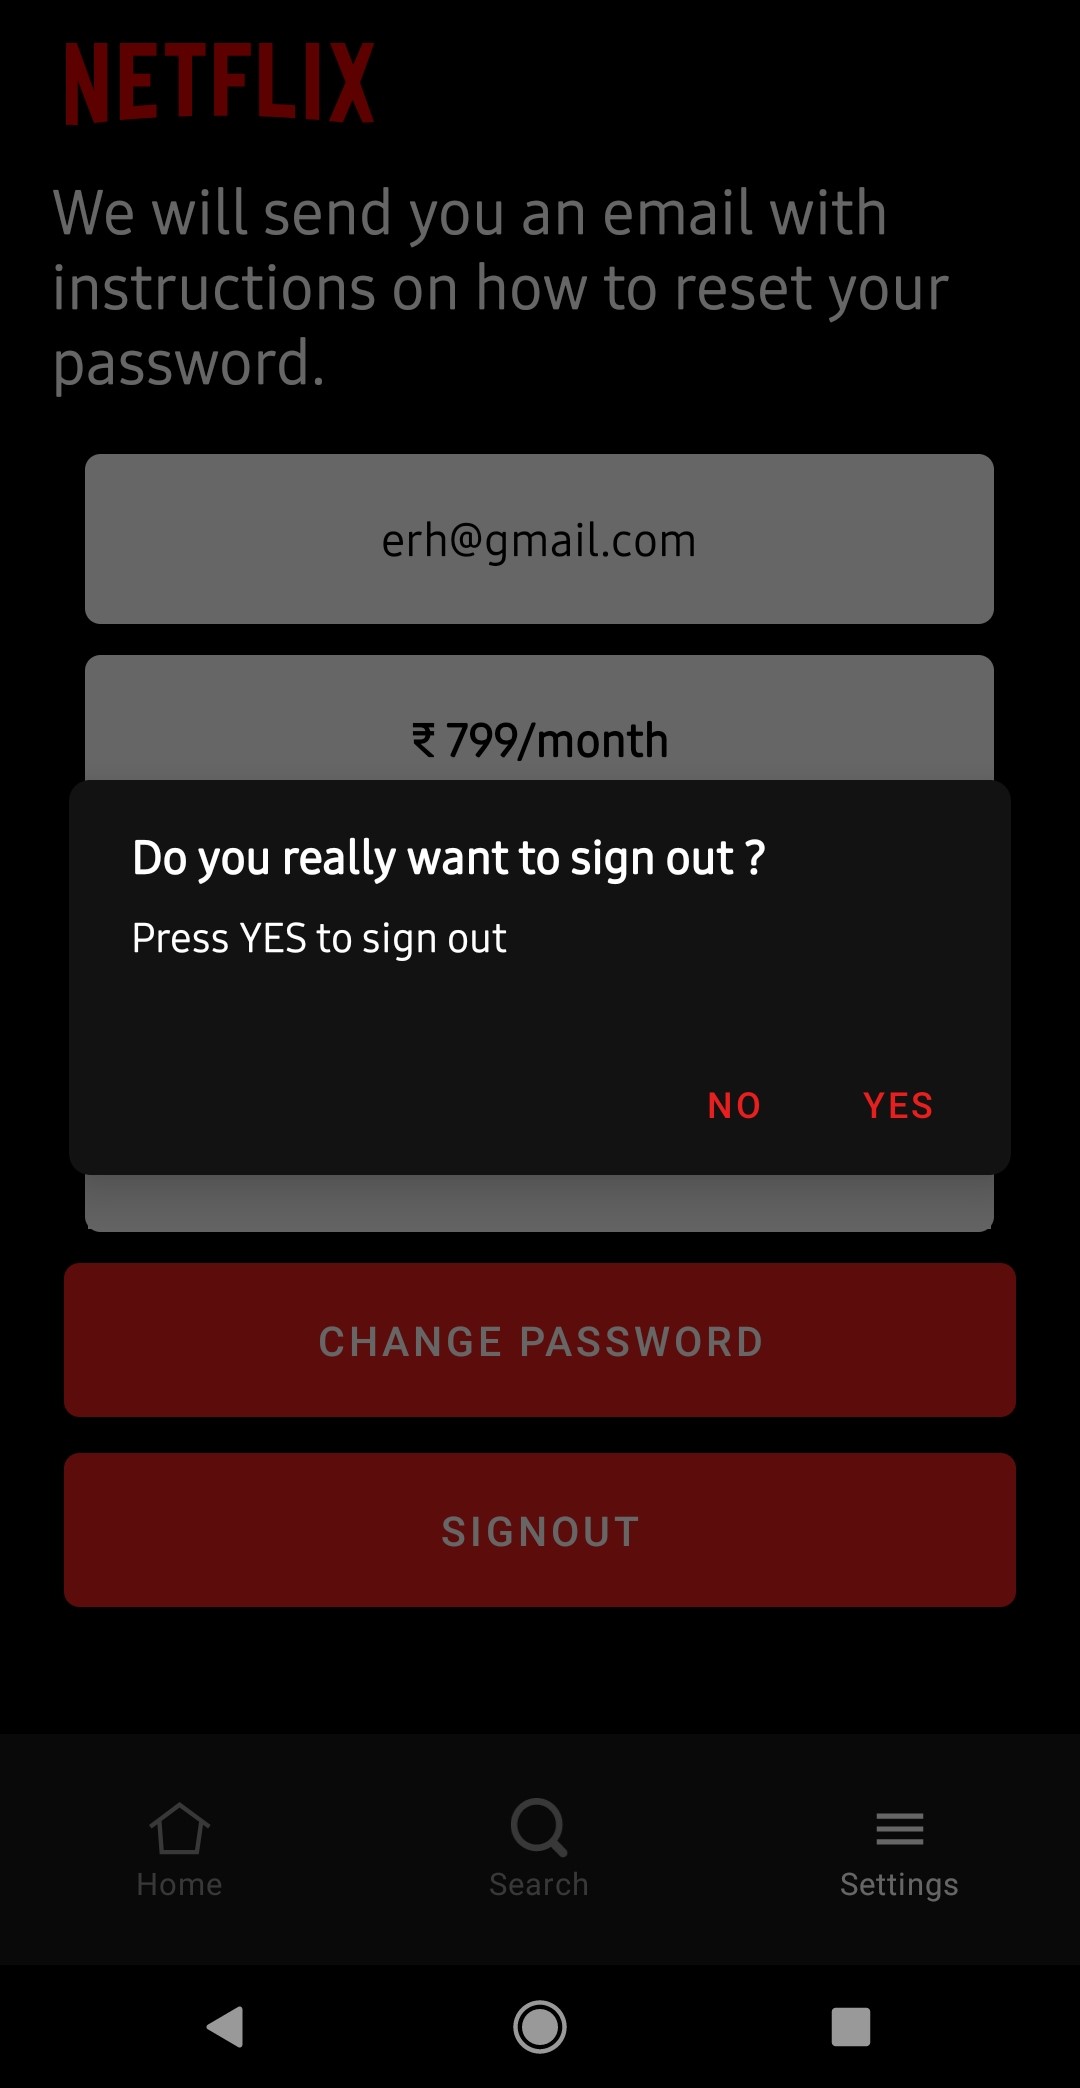 NETFLIX
We will send you an email with
instructions on how to reset your
password.
erh@gmail.com
₹ 799/month
Do you really want to sign out ?
Press YES to sign out
NO YES
CHANGE PASSWORD
SIGNOUT
Home Search Settings